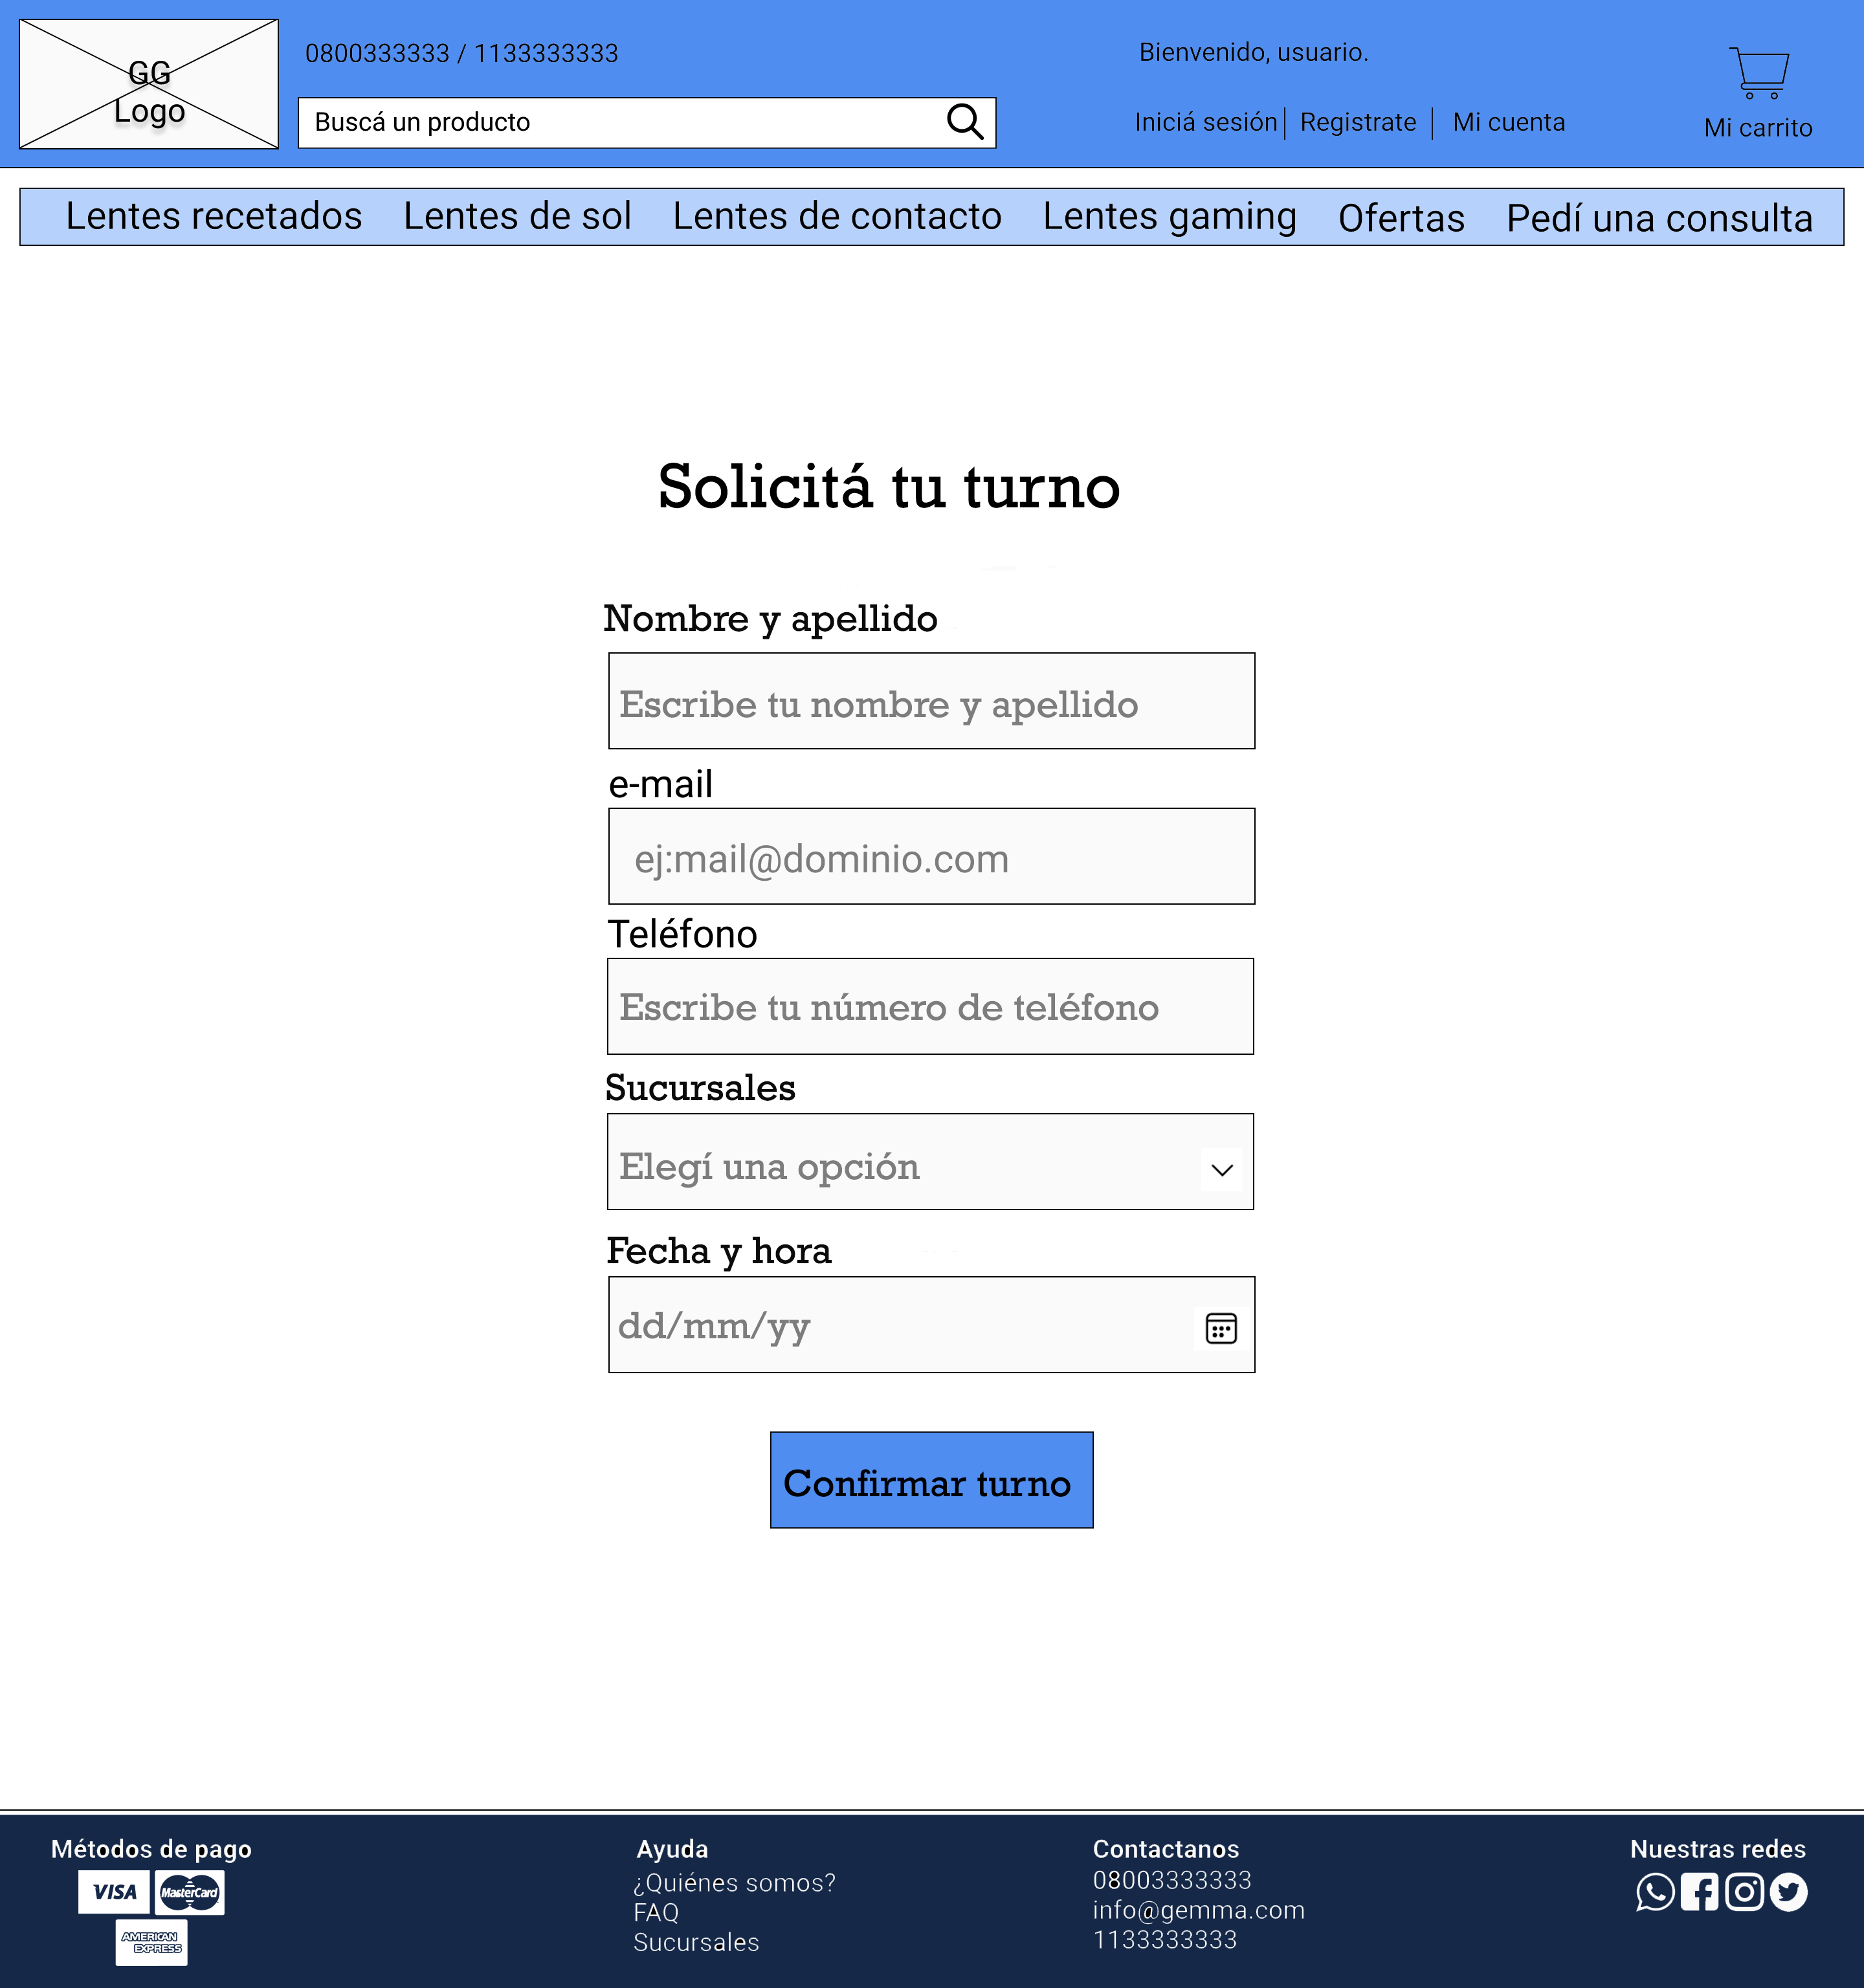 GG
Logo
0800333333 / 1133333333
Buscá un producto
Bienvenido, usuario.
Iniciá sesión
Registrate
Mi cuenta
Mi carrito
Lentes recetados
Lentes de sol
Lentes de contacto
Lentes gaming
Ofertas
Pedí una consulta
Solicitá tu turno
Nombre y apellido
Escribe tu nombre y apellido
e-mail
ej:mail@dominio.com
Teléfono
Escribe tu número de teléfono
Sucursales
Elegí una opción
Fecha y hora
dd/mm/yy
Confirmar turno
Métodos de pago
VISA
MasterCard
AMERICAN
EXPRESS
Ayuda
¿Quiénes somos?
FAQ
Sucursales
Contactanos
08003333333
info@gemma.com
1133333333
Nuestras redes